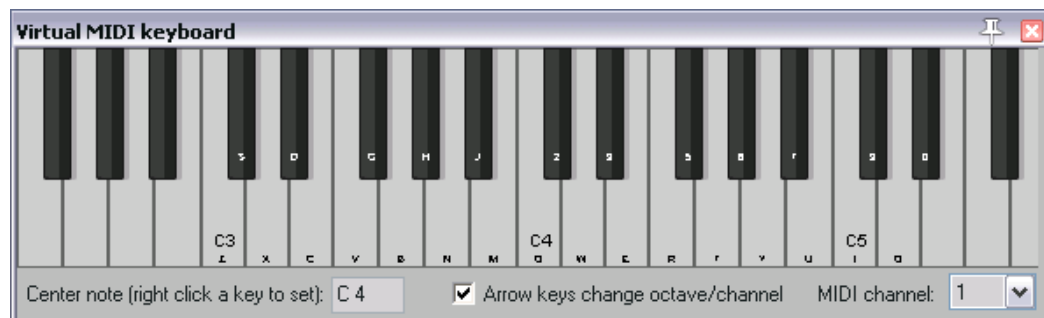 Virtual MIDI keyboard
S D G H J 2 3 5 6 7 9 0
C3 C4 C5
Z X C V B N M Q W E R T Y U I O
Center note (right click a key to set): C 4 Arrow keys change octave/channel MIDI channel: 1